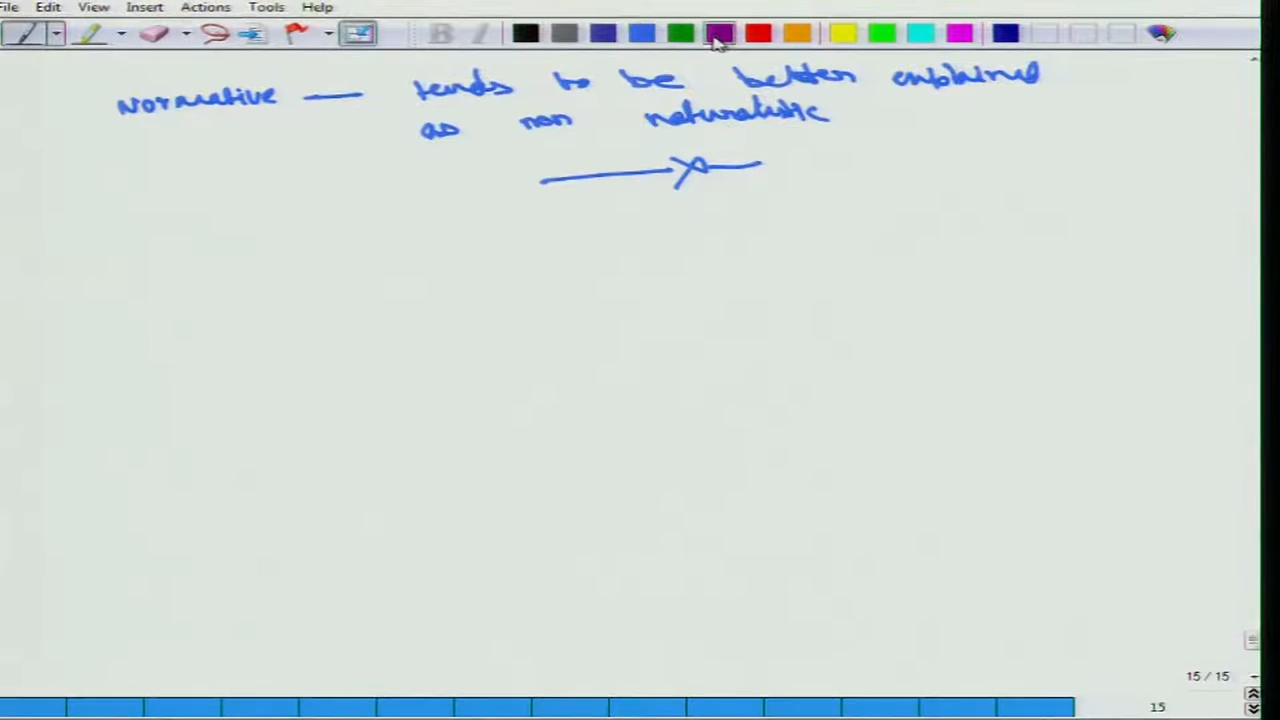 File Edit View Insert Actions Tools Help
Normative — tends to be better explained
as non naturalistic
15 / 15
15